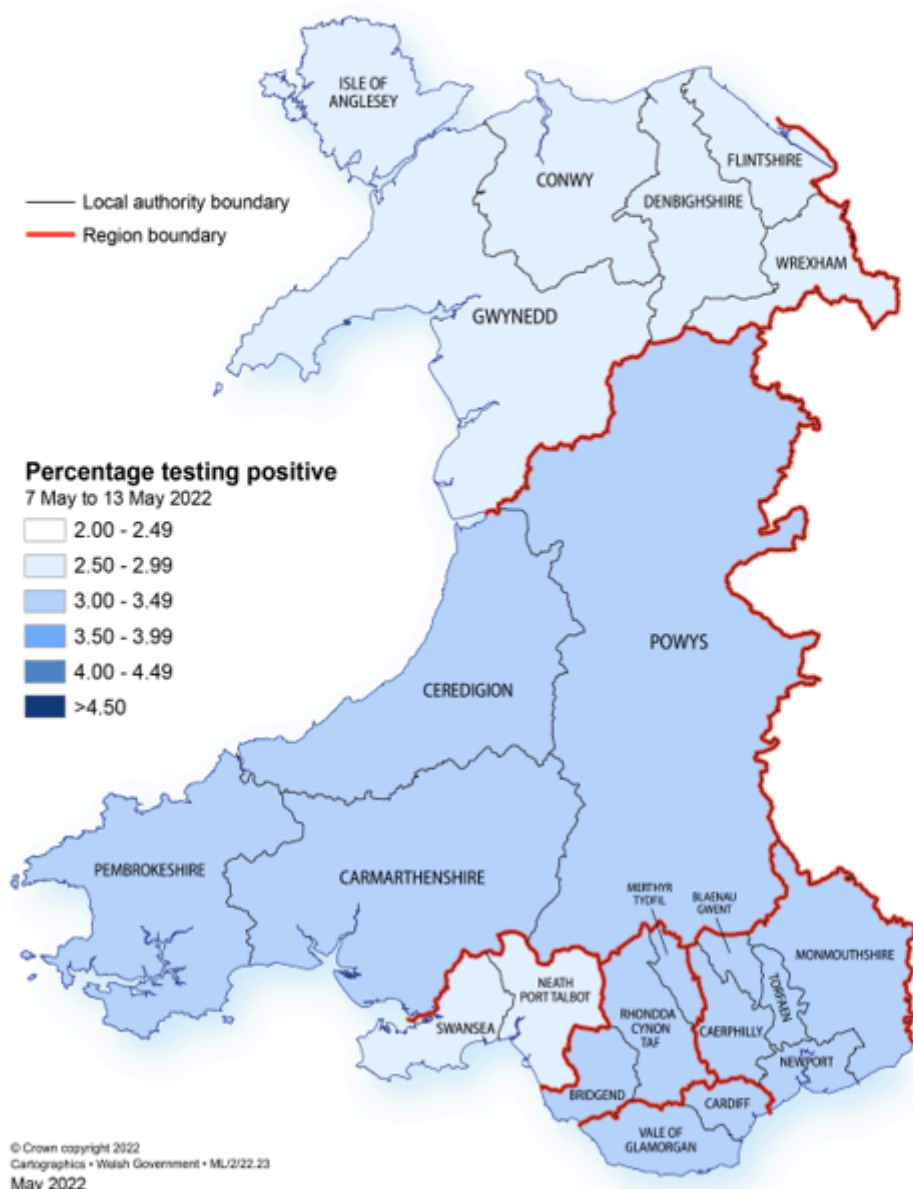 ISLE OF
ANGLESEY
FLINTSHIRE
CONWY
DENBIGHSHIRE
Local authority boundary
Region boundary
WREXHAM
GWYNEDD
Percentage testing positive
7 May to 13 May 2022
2.00 - 2.49
2.50 - 2.99
3.00 - 3.49
3.50 - 3.99
4.00 - 4.49
>4.50
POWYS
CEREDIGION
PEMBROKESHIRE
CARMARTHENSHIRE
MERTHYR
TYDFIL
BLAENAU
GWENT
MONMOUTHSHIRE
NEATH
PORT TALBOT
SWANSEA
RHONDDA
CYNON
TAF
CAERPHILLY
TORFAEN
NEWPORT
BRIDGEND
CARDIFF
VALE OF
GLAMORGAN
© Crown copyright 2022
Cartographics • Welsh Government • ML/2/22.23
May 2022